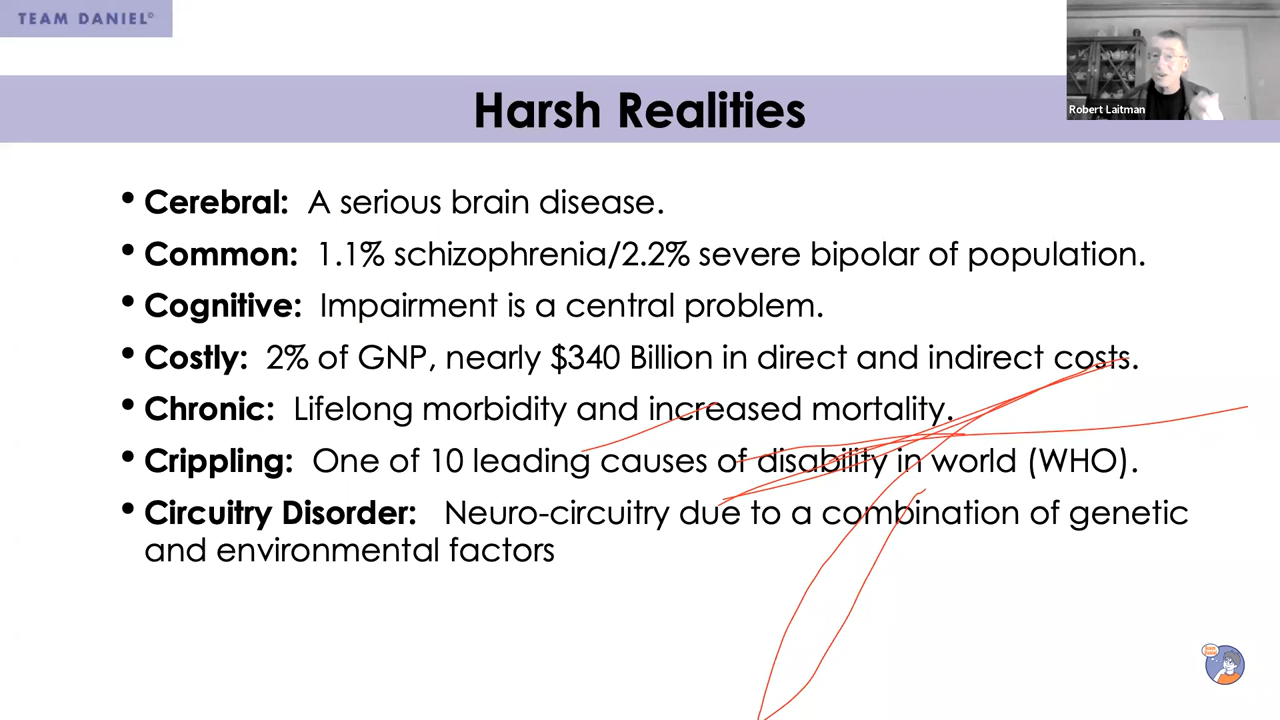 TEAM DANIEL©
Robert Laitman
Harsh Realities
• Cerebral: A serious brain disease.
• Common: 1.1% schizophrenia/2.2% severe bipolar of population.
• Cognitive: Impairment is a central problem.
• Costly: 2% of GNP, nearly $340 Billion in direct and indirect costs.
• Chronic: Lifelong morbidity and increased mortality.
• Crippling: One of 10 leading causes of disability in world (WHO).
• Circuitry Disorder: Neuro-circuitry due to a combination of genetic
and environmental factors